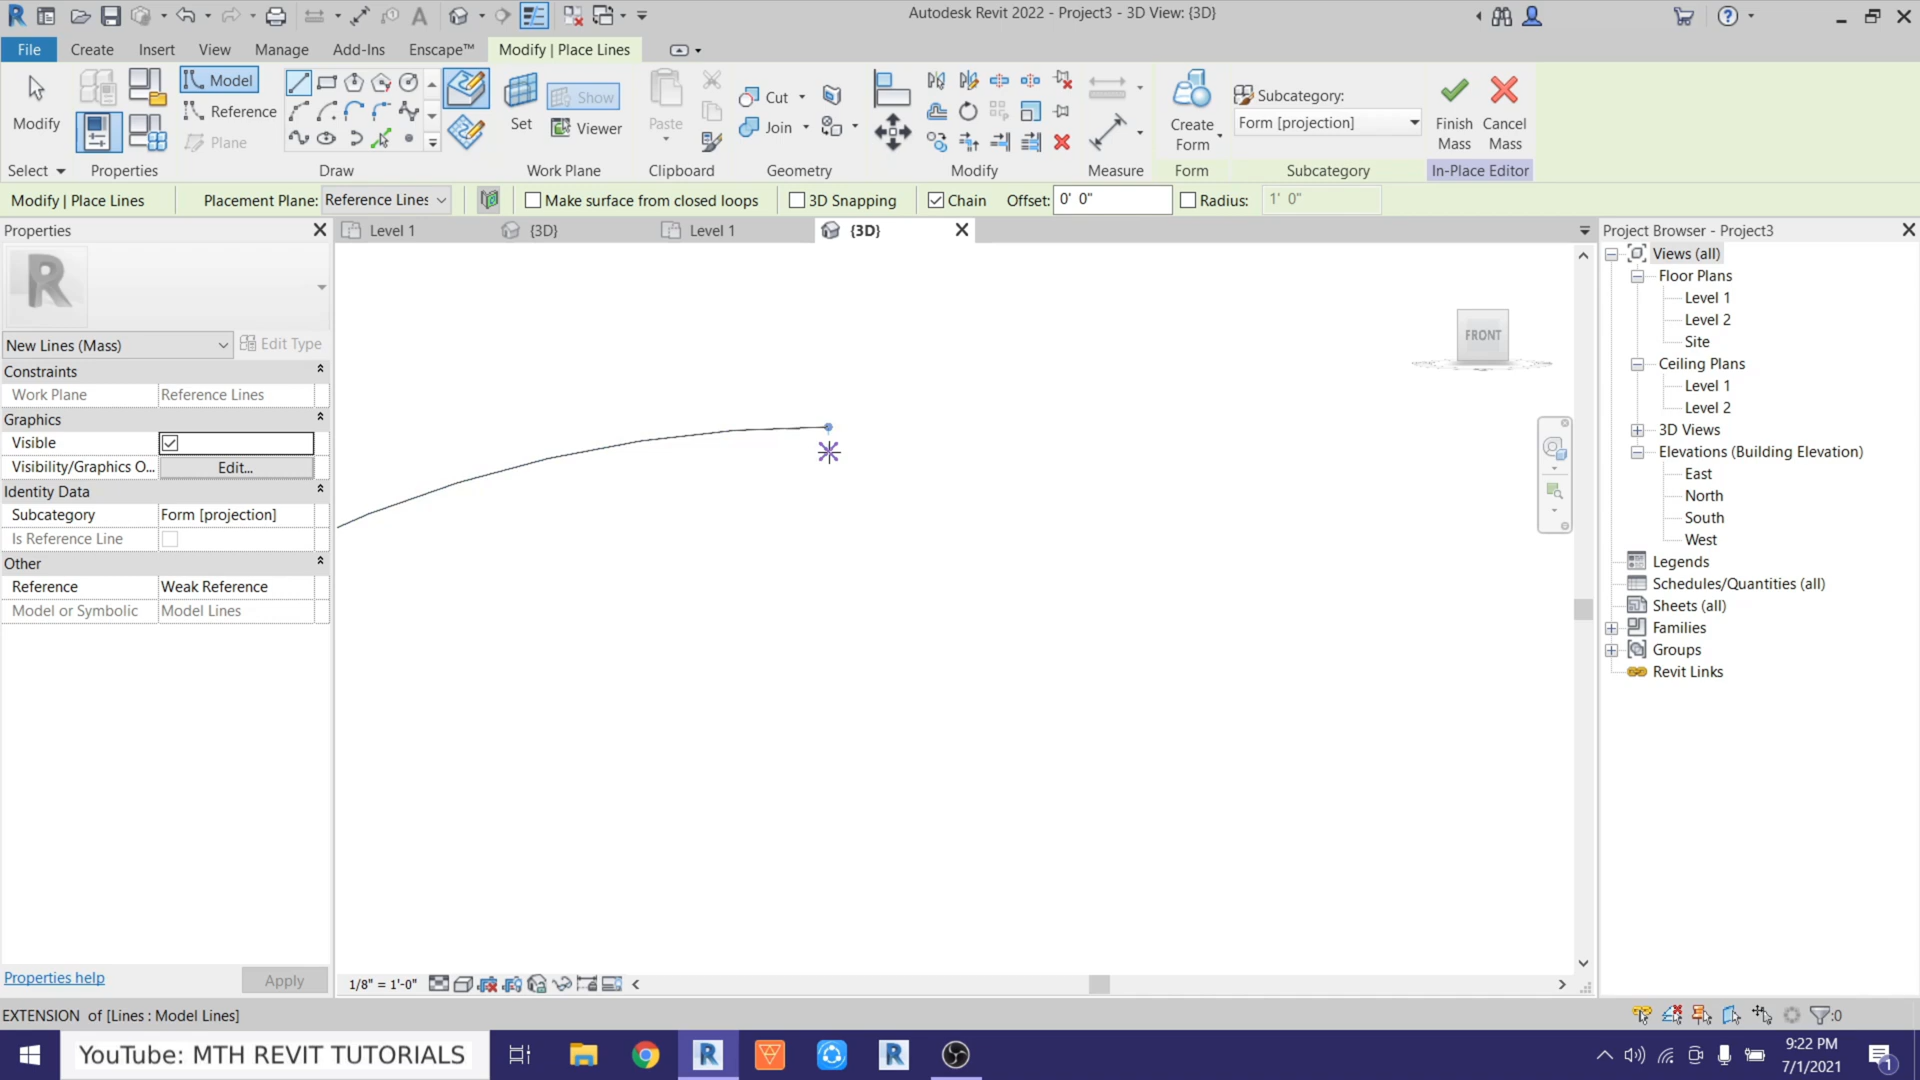 Autodesk Revit 2022 - Project3 - 3D View: {3D}
File
Create
Insert
View
Manage
Add-Ins
Enscape™
Modify | Place Lines
Modify
Model
Reference
Plane
Set
Show
Viewer
Paste
Cut
Join
Create
Form
Subcategory:
Form [projection]
Finish
Mass
Cancel
Mass
Select
Properties
Draw
Work Plane
Clipboard
Geometry
Modify
Measure
Form
Subcategory
In-Place Editor
Modify | Place Lines
Placement Plane:
Reference Lines
Make surface from closed loops
3D Snapping
Chain
Offset:
0' 0"
Radius:
1' 0"
Properties
Level 1
{3D}
Level 1
{3D}
Project Browser - Project3
New Lines (Mass)
Edit Type
Constraints
Work Plane
Reference Lines
Graphics
Visible
Visibility/Graphics O...
Edit...
Identity Data
Subcategory
Form [projection]
Is Reference Line
Other
Reference
Weak Reference
Model or Symbolic
Model Lines
Properties help
Apply
FRONT
Views (all)
Floor Plans
Level 1
Level 2
Site
Ceiling Plans
Level 1
Level 2
3D Views
Elevations (Building Elevation)
East
North
South
West
Legends
Schedules/Quantities (all)
Sheets (all)
Families
Groups
Revit Links
1/8" = 1'-0"
EXTENSION of [Lines : Model Lines]
:0
YouTube: MTH REVIT TUTORIALS
9:22 PM
7/1/2021
1